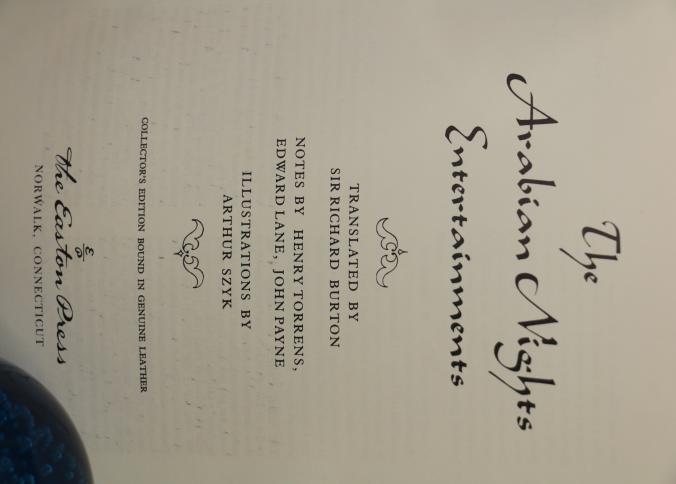 The
Arabian Nights
Entertainments
TRANSLATED BY
SIR RICHARD BURTON
NOTES BY HENRY TORRENS,
EDWARD LANE, JOHN PAYNE
ILLUSTRATIONS BY
ARTHUR SZYK
COLLECTOR'S EDITION BOUND IN GENUINE LEATHER
The Easton Press
NORWALK, CONNECTICUT